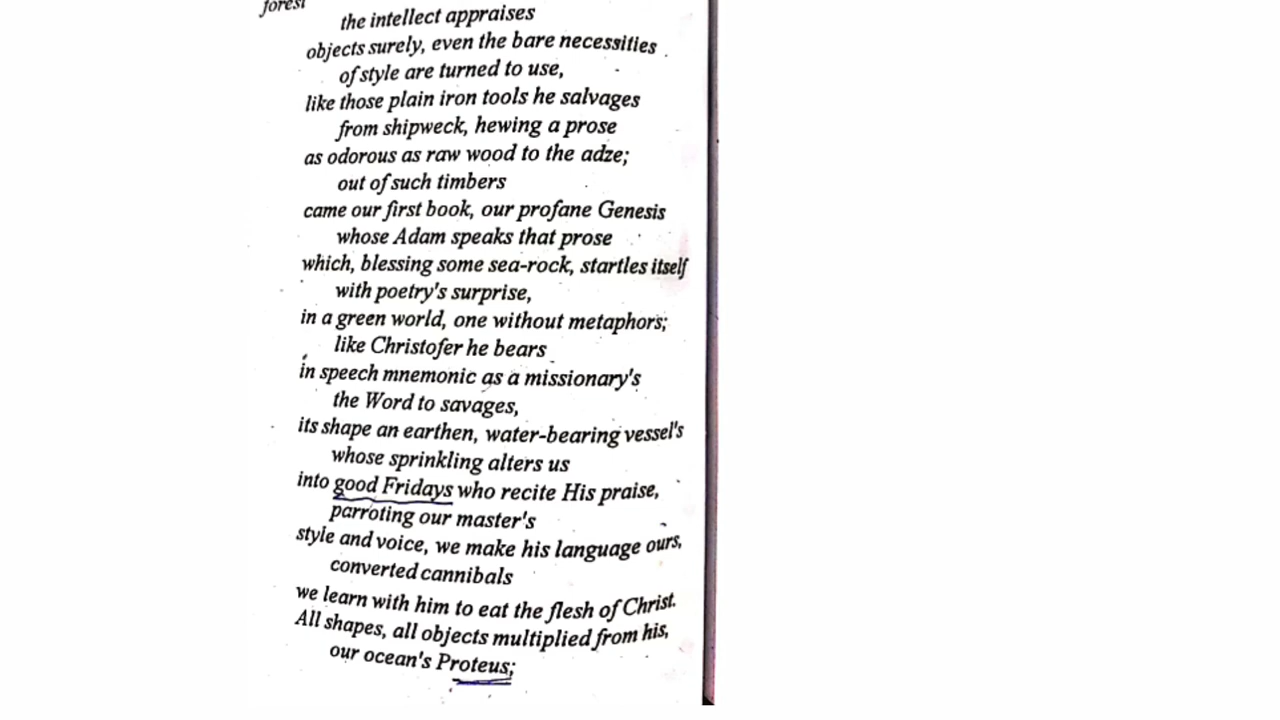 forest
the intellect appraises
objects surely, even the bare necessities
of style are turned to use,
like those plain iron tools he salvages
from shipweck, hewing a prose
as odorous as raw wood to the adze;
out of such timbers
came our first book, our profane Genesis
whose Adam speaks that prose
which, blessing some sea-rock, startles itself
with poetry's surprise,
in a green world, one without metaphors;
like Christofer he bears
in speech mnemonic as a missionary's
the Word to savages,
its shape an earthen, water-bearing vessel's
whose sprinkling alters us
into good Fridays who recite His praise,
parroting our master's
style and voice, we make his language ours,
converted cannibals
we learn with him to eat the flesh of Christ.
All shapes, all objects multiplied from his,
our ocean's Proteus;